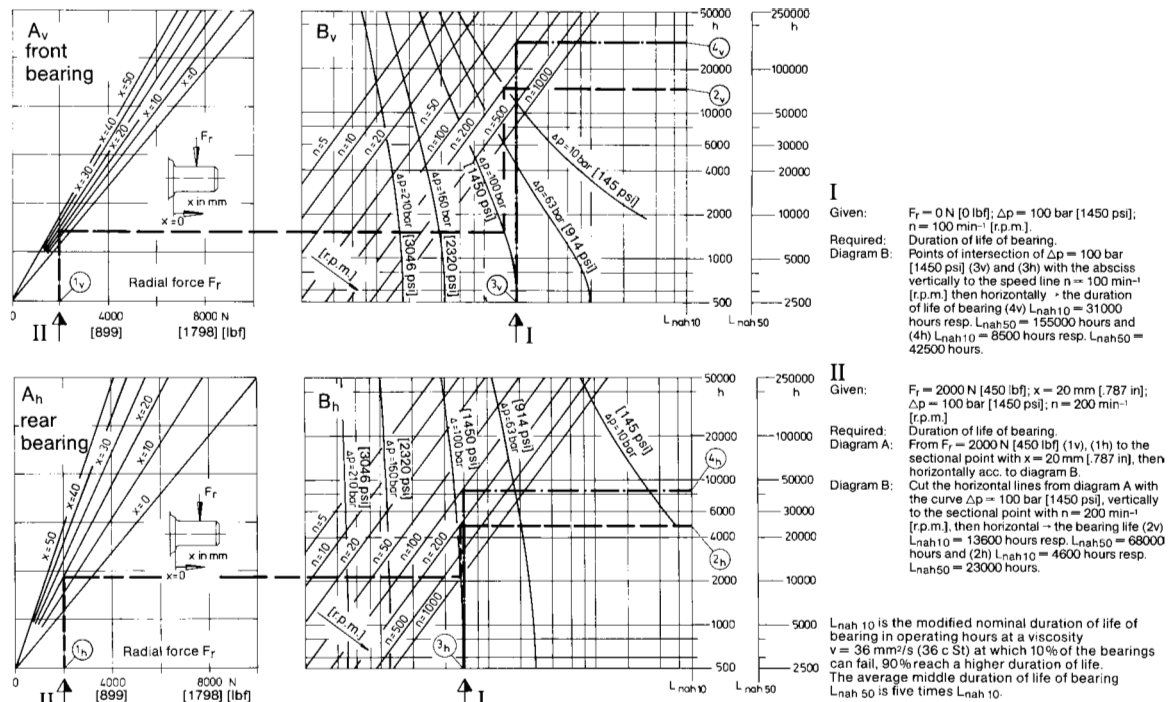 Av
front
bearing
x=50
x=40
x=30
x=20
x=10
x=0
Fr
x in mm
x=0
1v
Radial force Fr
0 4000 8000 N
[899] [1798] [lbf]
II
Bv
n=5
n=10
n=20
n=50
n=100
n=200
n=500
n=1000
Δp=210 bar [3046 psi]
Δp=160 bar [2320 psi]
Δp=100 bar [1450 psi]
Δp=63 bar [914 psi]
Δp=10 bar [145 psi]
[r.p.m.]
3v
I
50000
h
4v
20000
2v
10000
6000
4000
2000
1000
500
Lnah10
250000
h
100000
50000
30000
20000
10000
5000
2500
Lnah50
Ah
rear
bearing
x=50
x=40
x=30
x=20
x=10
x=0
Fr
x in mm
x=0
1h
Radial force Fr
0 4000 8000 N
[899] [1798] [lbf]
II
Bh
n=5
n=10
n=20
n=50
n=100
n=200
n=500
n=1000
[3046 psi]
Δp=210 bar
[2320 psi]
Δp=160 bar
[1450 psi]
Δ=100 bar
[914 psi]
Δp=63 bar
[145 psi]
Δp=10 bar
[r.p.m.]
3h
I
50000
h
20000
4h
10000
6000
4000
2h
2000
1000
500
Lnah10
250000
h
100000
50000
30000
20000
10000
5000
2500
Lnah50
I
Given: Fr = 0 N [0 lbf]; Δp = 100 bar [1450 psi];
n = 100 min⁻¹ [r.p.m.]
Required: Duration of life of bearing.
Diagram B: Points of intersection of Δp = 100 bar
[1450 psi] (3v) and (3h) with the absciss
vertically to the speed line n = 100 min⁻¹
[r.p.m.] then horizontally → the duration
of life of bearing (4v) Lnah10 = 31000
hours resp. Lnah50 = 155000 hours and
(4h) Lnah10 = 8500 hours resp. Lnah50 =
42500 hours.
II
Given: Fr = 2000 N [450 lbf]; x = 20 mm [.787 in];
Δp = 100 bar [1450 psi]; n = 200 min⁻¹
[r.p.m.]
Required: Duration of life of bearing.
Diagram A: From Fr = 2000 N [450 lbf] (1v), (1h) to the
sectional point with x = 20 mm [.787 in], then
horizontally acc. to diagram B.
Diagram B: Cut the horizontal lines from diagram A with
the curve Δp = 100 bar [1450 psi], vertically
to the sectional point with n = 200 min⁻¹
[r.p.m.], then horizontal → the bearing life (2v)
Lnah10 = 13600 hours resp. Lnah50 = 68000
hours and (2h) Lnah10 = 4600 hours resp.
Lnah50 = 23000 hours.
Lnah 10 is the modified nominal duration of life of
bearing in operating hours at a viscosity
v = 36 mm²/s (36 c St) at which 10% of the bearings
can fail, 90% reach a higher duration of life.
The average middle duration of life of bearing
Lnah 50 is five times Lnah 10.